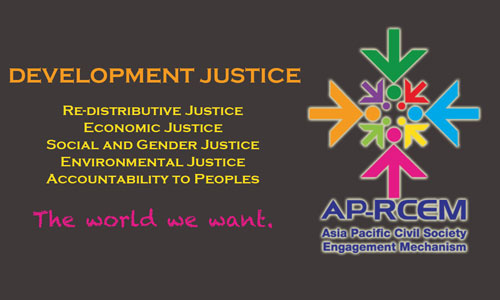 DEVELOPMENT JUSTICE
RE-DISTRIBUTIVE JUSTICE
ECONOMIC JUSTICE
SOCIAL AND GENDER JUSTICE
ENVIRONMENTAL JUSTICE
ACCOUNTABILITY TO PEOPLES
The world we want.
AP-RCEM
Asia Pacific Civil Society
Engagement Mechanism